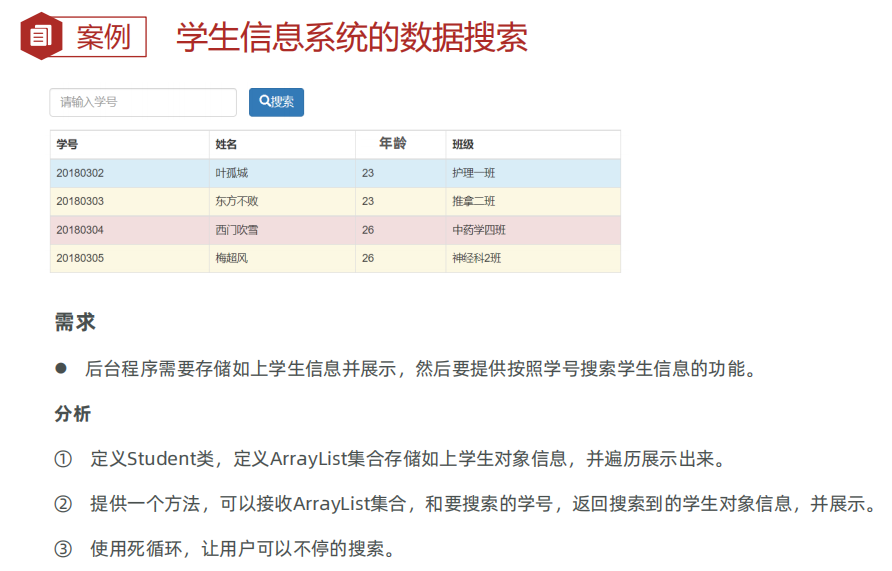 案例 学生信息系统的数据搜索
请输入学号 搜索
学号 姓名 年龄 班级
20180302 叶孤城 23 护理一班
20180303 东方不败 23 推拿二班
20180304 西门吹雪 26 中药学四班
20180305 梅超风 26 神经科2班
需求
● 后台程序需要存储如上学生信息并展示，然后要提供按照学号搜索学生信息的功能。
分析
① 定义Student类，定义ArrayList集合存储如上学生对象信息，并遍历展示出来。
② 提供一个方法，可以接收ArrayList集合，和要搜索的学号，返回搜索到的学生对象信息，并展示。
③ 使用死循环，让用户可以不停的搜索。